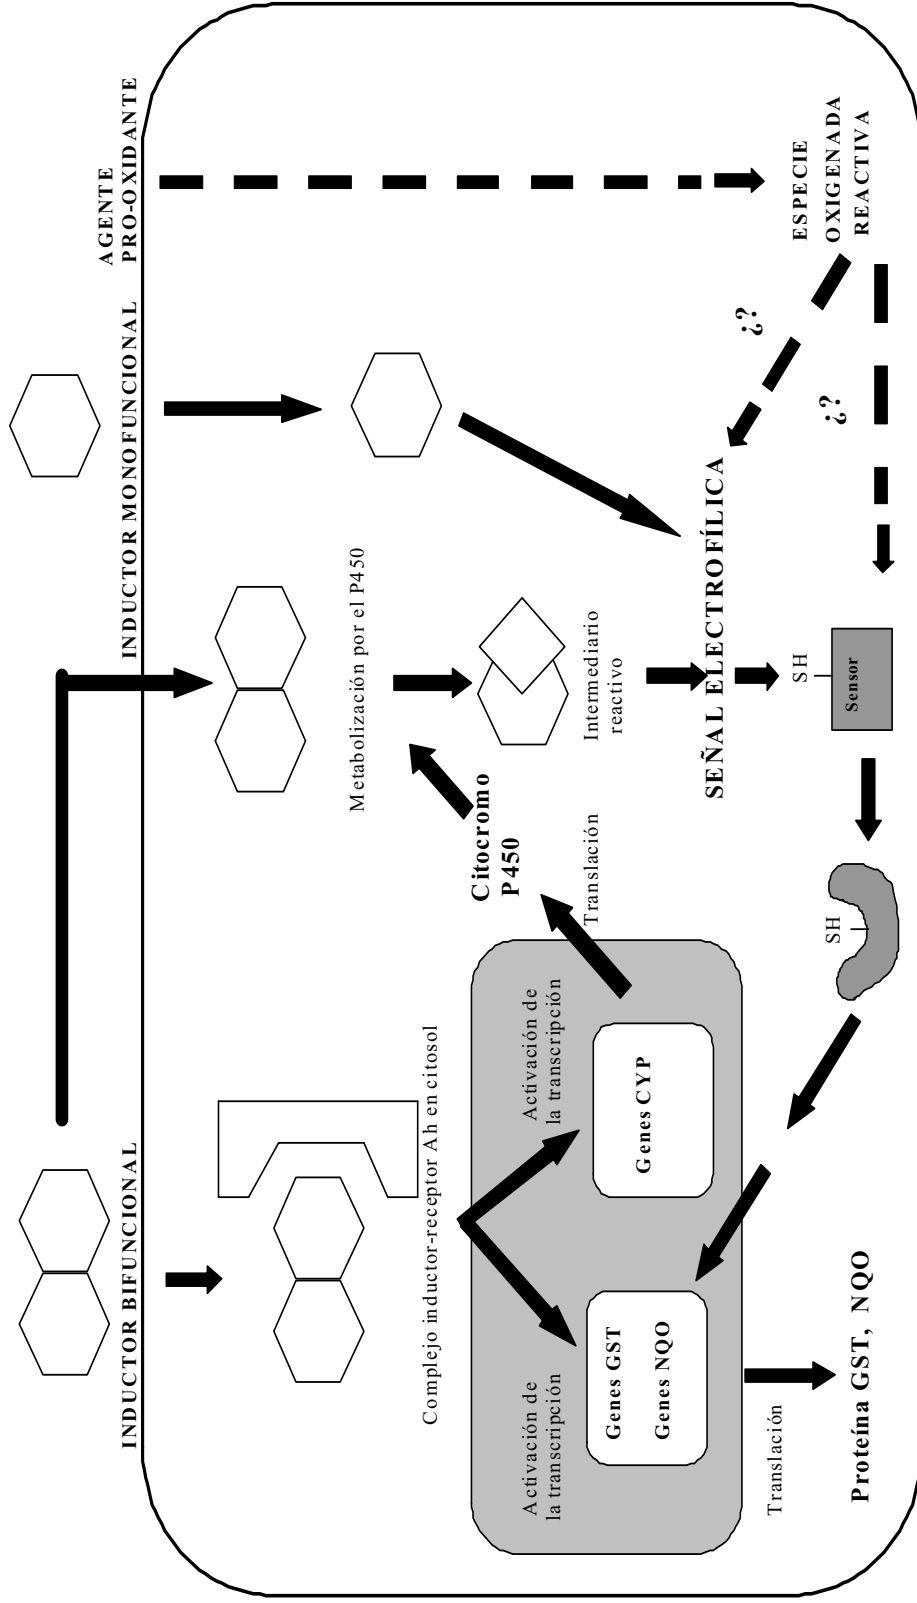 INDUCTOR BIFUNCIONAL
INDUCTOR MONOFUNCIONAL
AGENTE
PRO-OXIDANTE
Complejo inductor-receptor Ah en citosol
Metabolización por el P450
Activación de
la transcripción
Activación de
la transcripción
Genes GST
Genes NQO
Genes CYP
Translación
Citocromo
P450
Intermediario
reactivo
SEÑAL ELECTROFÍLICA
¿?
¿?
ESPECIE
OXIGENADA
REACTIVA
SH
Sensor
SH
Translación
Proteína GST, NQO